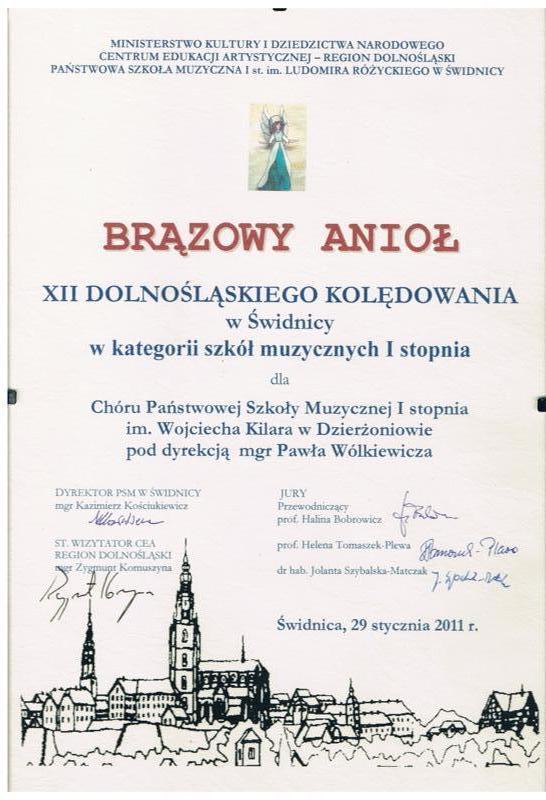 MINISTERSTWO KULTURY I DZIEDZICTWA NARODOWEGO
CENTRUM EDUKACJI ARTYSTYCZNEJ – REGION DOLNOŚLĄSKI
PAŃSTWOWA SZKOŁA MUZYCZNA I st. im. LUDOMIRA RÓŻYCKIEGO W ŚWIDNICY
BRĄZOWY ANIOŁ
XII DOLNOŚLĄSKIEGO KOLĘDOWANIA
w Świdnicy
w kategorii szkół muzycznych I stopnia
dla
Chóru Państwowej Szkoły Muzycznej I stopnia
im. Wojciecha Kilara w Dzierżoniowie
pod dyrekcją mgr Pawła Wólkiewicza
DYREKTOR PSM W ŚWIDNICY
mgr Kazimierz Kościukiewicz
ST. WIZYTATOR CEA
REGION DOLNOŚLĄSKI
mgr Zygmunt Komuszyna
JURY
Przewodniczący
prof. Halina Bobrowicz
prof. Helena Tomaszek-Plewa
dr hab. Jolanta Szybalska-Matczak
Świdnica, 29 stycznia 2011 r.